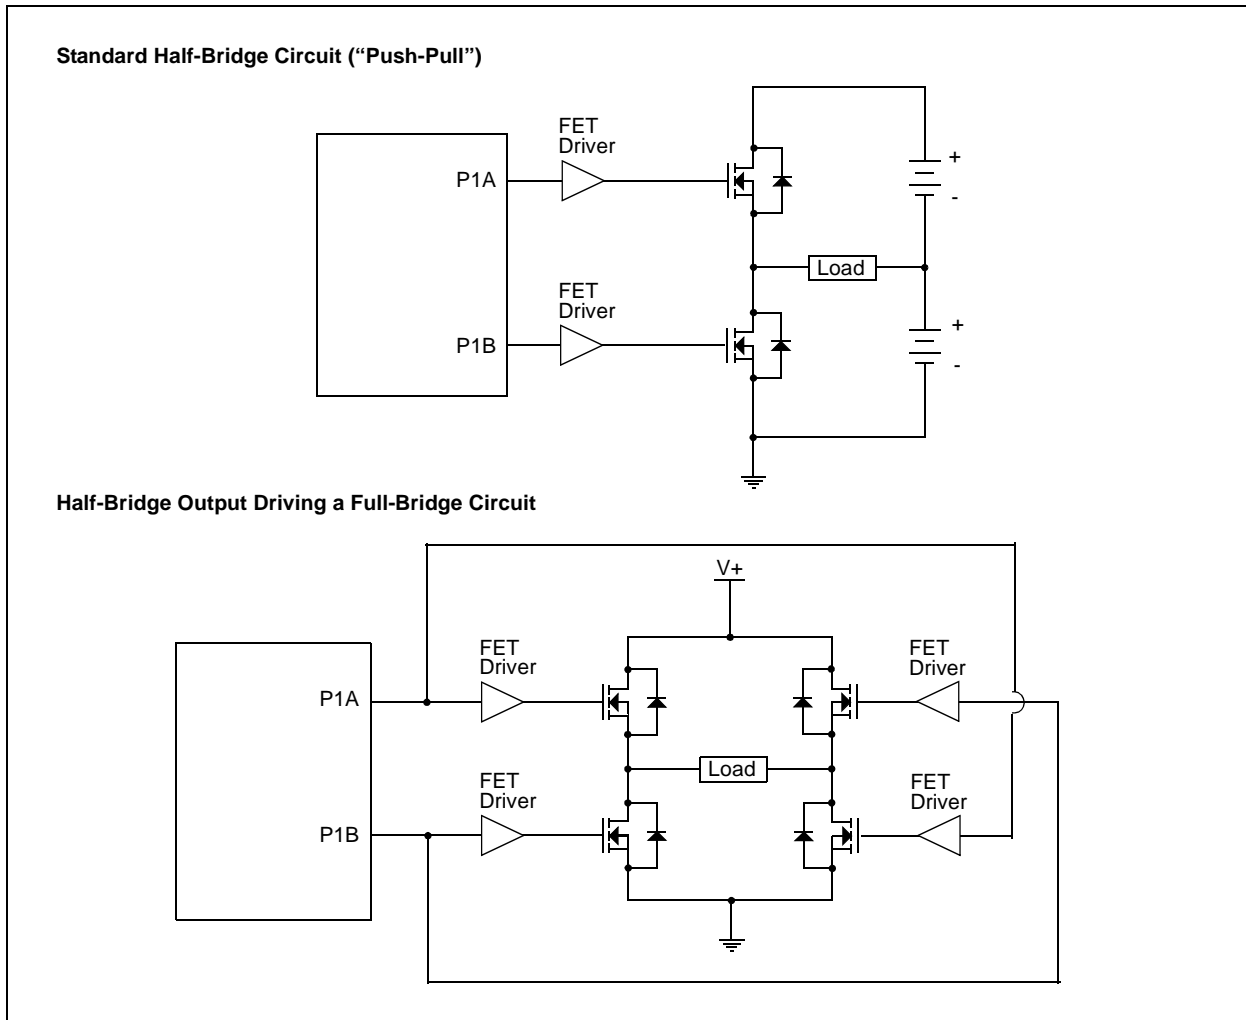 Standard Half-Bridge Circuit (“Push-Pull”)
FET
Driver
P1A
+
-
Load
FET
Driver
P1B
+
-
Half-Bridge Output Driving a Full-Bridge Circuit
V+
FET
Driver
FET
Driver
P1A
Load
FET
Driver
FET
Driver
P1B